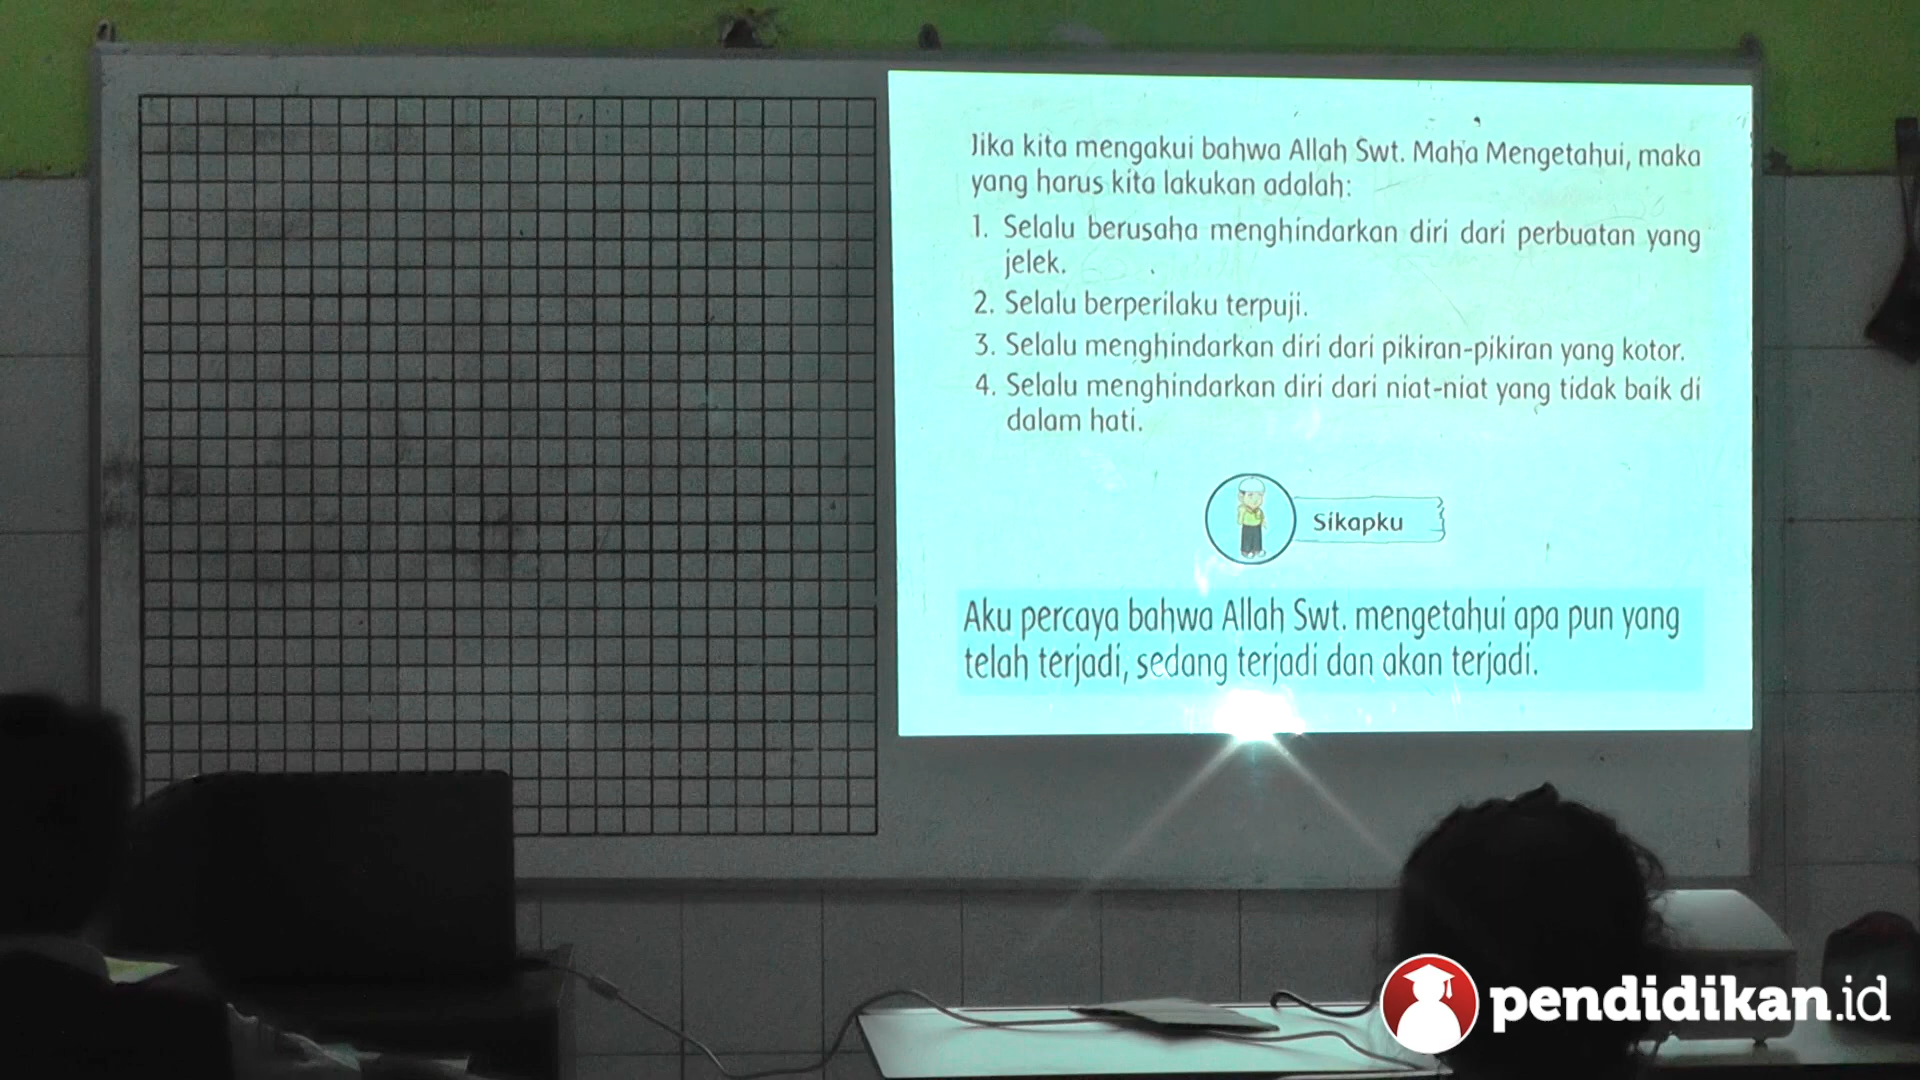 Jika kita mengakui bahwa Allah Swt. Maha Mengetahui, maka
yang harus kita lakukan adalah:
1. Selalu berusaha menghindarkan diri dari perbuatan yang
jelek.
2. Selalu berperilaku terpuji.
3. Selalu menghindarkan diri dari pikiran-pikiran yang kotor.
4. Selalu menghindarkan diri dari niat-niat yang tidak baik di
dalam hati.
Sikapku
Aku percaya bahwa Allah Swt. mengetahui apa pun yang
telah terjadi, sedang terjadi dan akan terjadi.
pendidikan.id